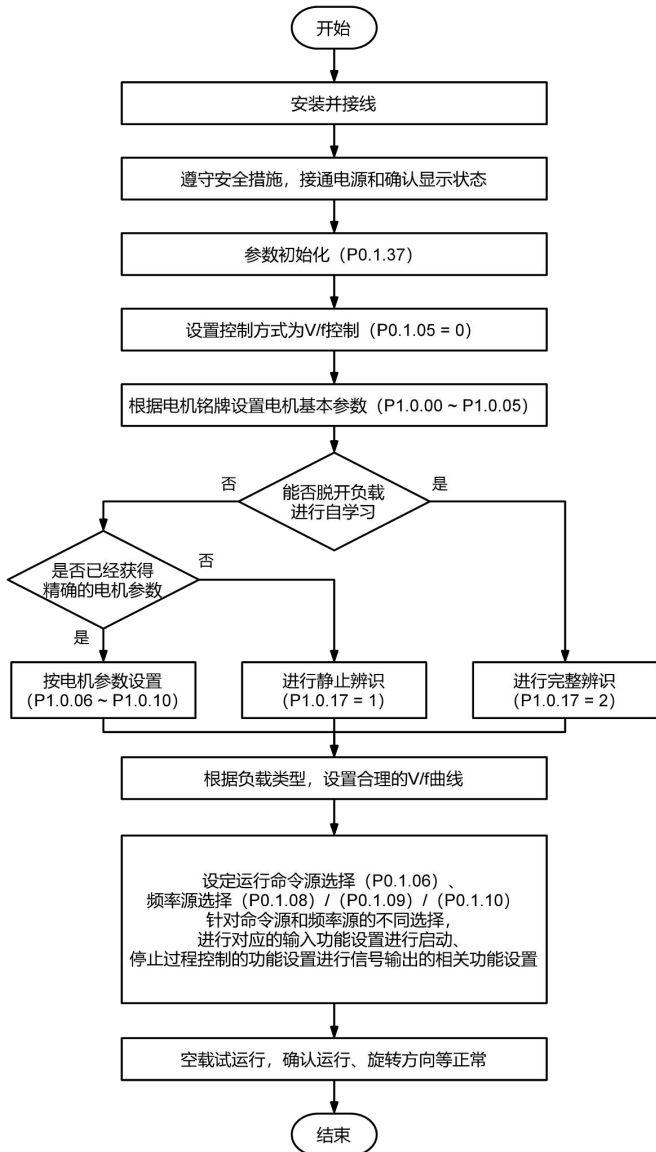 开始
安装并接线
遵守安全措施，接通电源和确认显示状态
参数初始化（P0.1.37）
设置控制方式为V/f控制（P0.1.05 = 0）
根据电机铭牌设置电机基本参数（P1.0.00 ~ P1.0.05）
否
能否脱开负载
进行自学习
是
是否已经获得
精确的电机参数
否
是
按电机参数设置
（P1.0.06 ~ P1.0.10）
进行静止辨识
（P1.0.17 = 1）
进行完整辨识
（P1.0.17 = 2）
根据负载类型，设置合理的V/f曲线
设定运行命令源选择（P0.1.06）、
频率源选择（P0.1.08）/（P0.1.09）/（P0.1.10）
针对命令源和频率源的不同选择，
进行对应的输入功能设置进行启动、
停止过程控制的功能设置进行信号输出的相关功能设置
空载试运行，确认运行、旋转方向等正常
结束